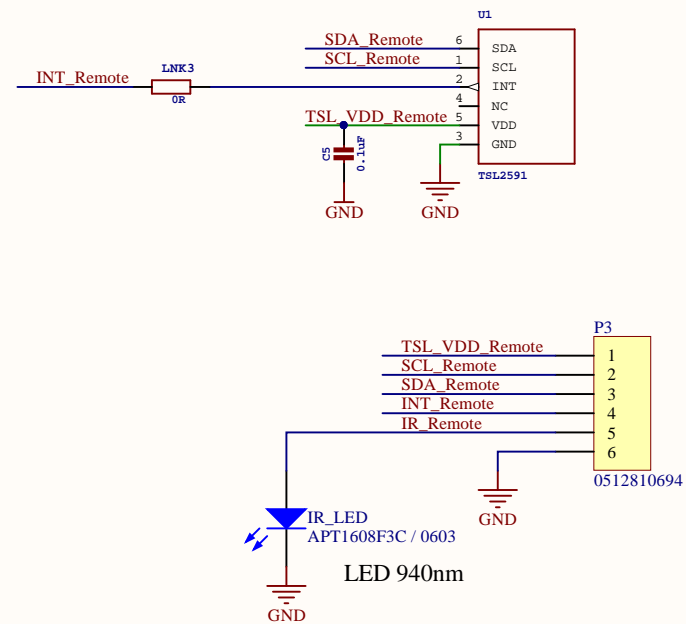 U1
SDA_Remote 6 SDA
SCL_Remote 1 SCL
INT_Remote LNK3 0R 2 INT
4 NC
TSL_VDD_Remote 5 VDD
3 GND
C5 0.1uF
TSL2591
GND GND
P3
TSL_VDD_Remote 1
SCL_Remote 2
SDA_Remote 3
INT_Remote 4
IR_Remote 5
6
0512810694
GND
IR_LED
APT1608F3C / 0603
LED 940nm
GND